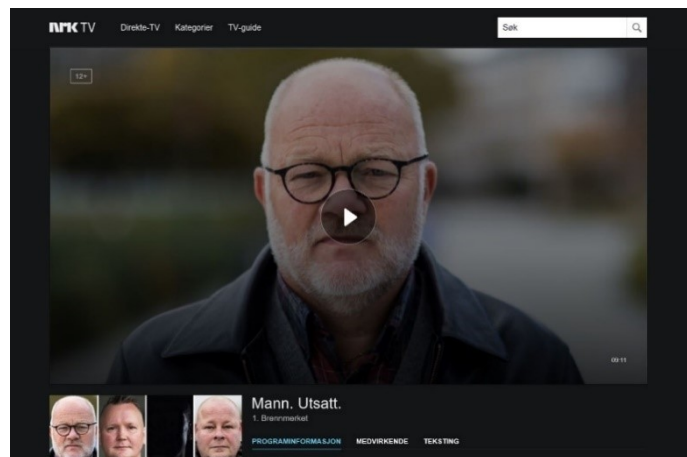 NRK TV Direkte-TV Kategorier TV-guide Søk
12+
00:11
Mann. Utsatt.
1. Brennmerket
PROGRAMINFORMASJON MEDVIRKENDE TEKSTING